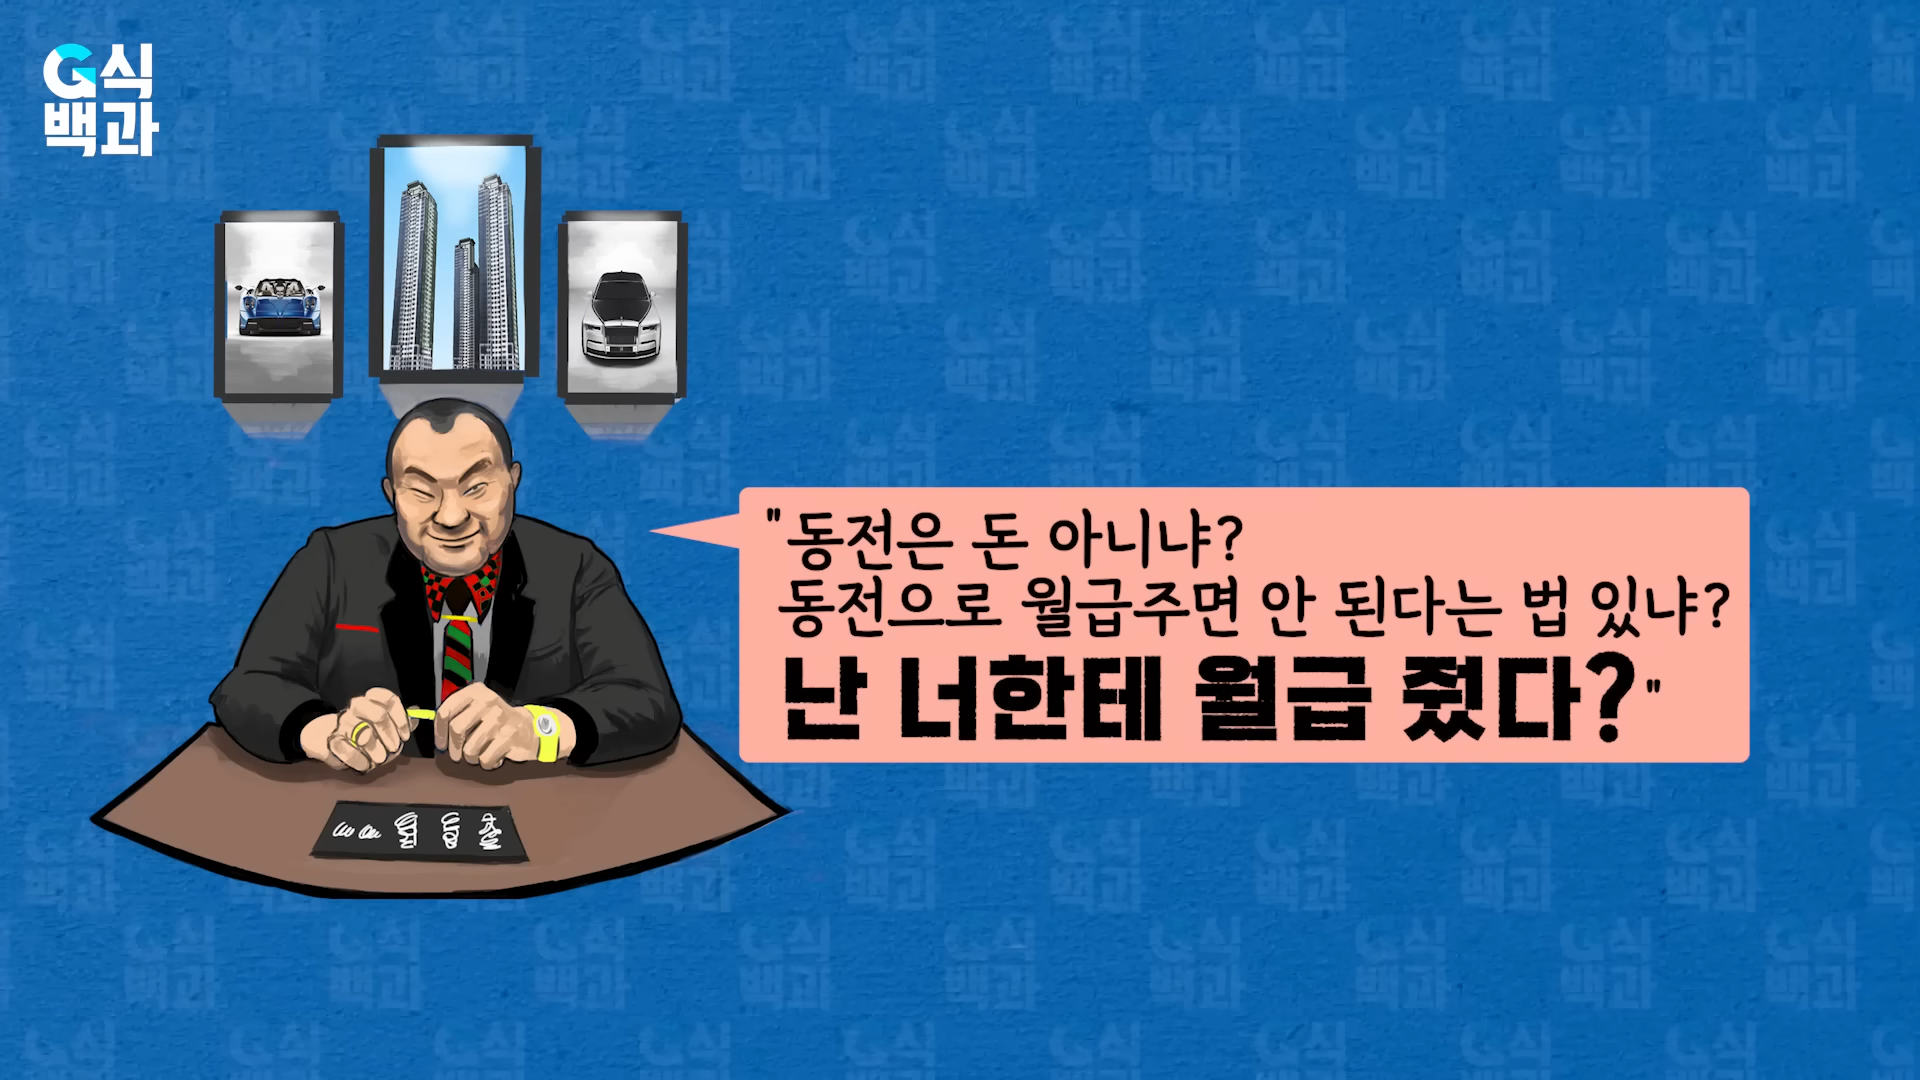 G식
백과
"동전은 돈 아니냐?
동전으로 월급주면 안 된다는 법 있냐?
난 너한테 월급 줬다?"